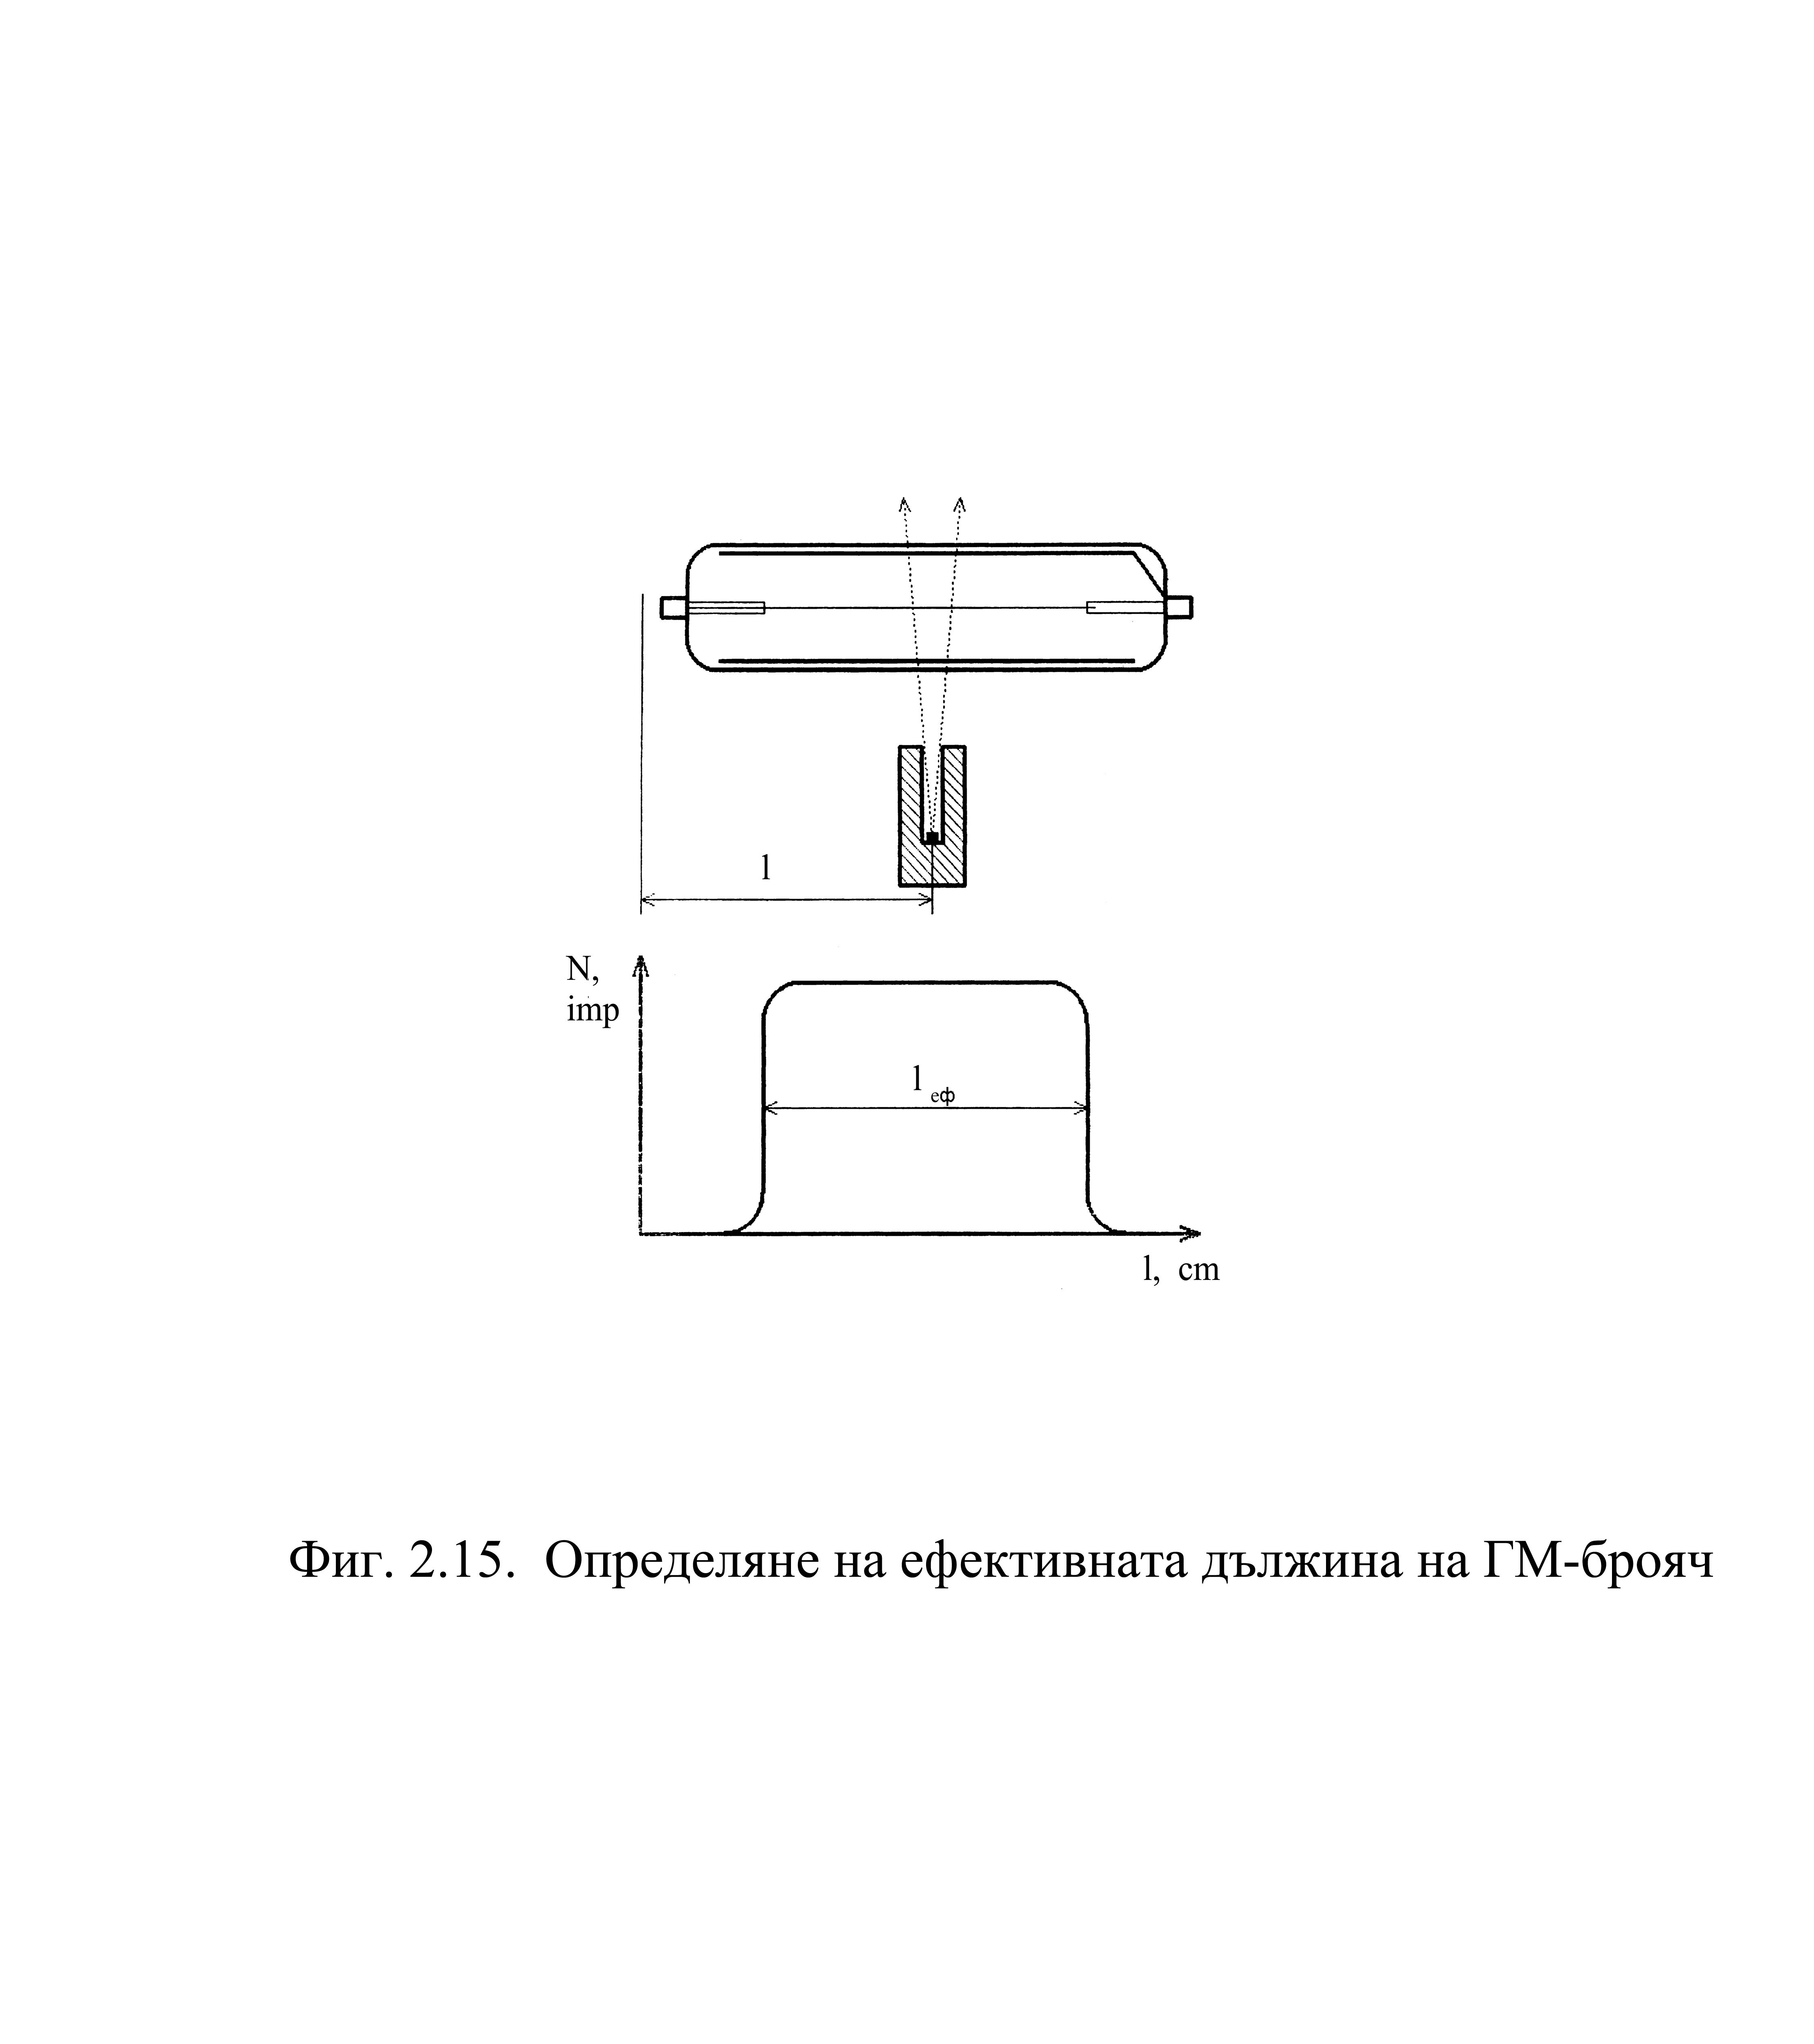 l
N,
imp
l еф
l, cm
Фиг. 2.15. Определяне на ефективната дължина на ГМ-брояч